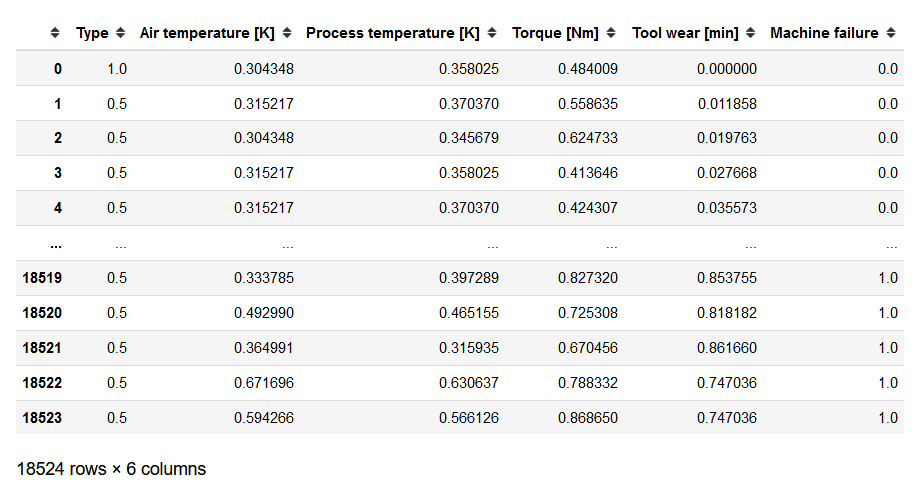 Type Air temperature [K] Process temperature [K] Torque [Nm] Tool wear [min] Machine failure
0 1.0 0.304348 0.358025 0.484009 0.000000 0.0
1 0.5 0.315217 0.370370 0.558635 0.011858 0.0
2 0.5 0.304348 0.345679 0.624733 0.019763 0.0
3 0.5 0.315217 0.358025 0.413646 0.027668 0.0
4 0.5 0.315217 0.370370 0.424307 0.035573 0.0
... ... ... ... ... ... ...
18519 0.5 0.333785 0.397289 0.827320 0.853755 1.0
18520 0.5 0.492990 0.465155 0.725308 0.818182 1.0
18521 0.5 0.364991 0.315935 0.670456 0.861660 1.0
18522 0.5 0.671696 0.630637 0.788332 0.747036 1.0
18523 0.5 0.594266 0.566126 0.868650 0.747036 1.0
18524 rows × 6 columns